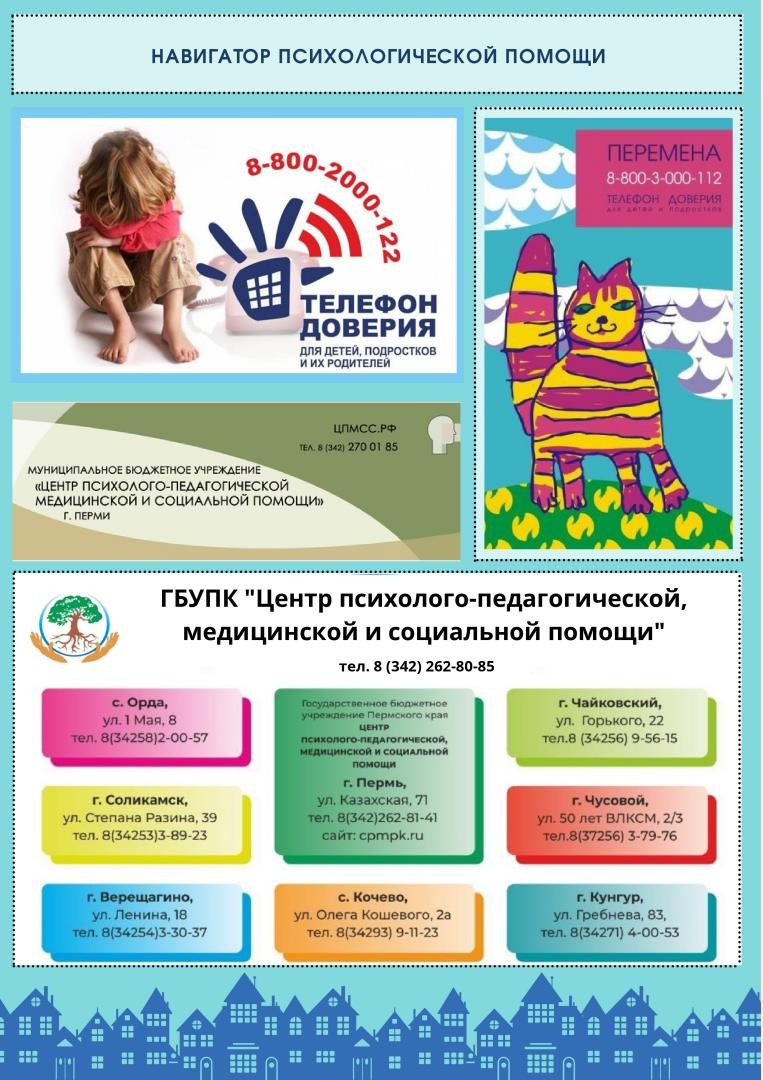 НАВИГАТОР ПСИХОЛОГИЧЕСКОЙ ПОМОЩИ
8-800-2000-122
ТЕЛЕФОН
ДОВЕРИЯ
ДЛЯ ДЕТЕЙ, ПОДРОСТКОВ
И ИХ РОДИТЕЛЕЙ
ПЕРЕМЕНА
8-800-3-000-112
ТЕЛЕФОН ДОВЕРИЯ
для детей и подростков
ЦПМСС.РФ
ТЕЛ. 8 (342) 270 01 85
МУНИЦИПАЛЬНОЕ БЮДЖЕТНОЕ УЧРЕЖДЕНИЕ
«ЦЕНТР ПСИХОЛОГО-ПЕДАГОГИЧЕСКОЙ
МЕДИЦИНСКОЙ И СОЦИАЛЬНОЙ ПОМОЩИ»
Г. ПЕРМИ
ГБУПК "Центр психолого-педагогической,
медицинской и социальной помощи"
тел. 8 (342) 262-80-85
с. Орда,
ул. 1 Мая, 8
тел. 8(34258)2-00-57
Государственное бюджетное
учреждение Пермского края
ЦЕНТР
ПСИХОЛОГО-ПЕДАГОГИЧЕСКОЙ,
МЕДИЦИНСКОЙ И СОЦИАЛЬНОЙ
ПОМОЩИ
г. Пермь,
ул. Казахская, 71
тел. 8(342)262-81-41
сайт: cpmpk.ru
г. Чайковский,
ул. Горького, 22
тел.8 (34256) 9-56-15
г. Соликамск,
ул. Степана Разина, 39
тел. 8(34253)3-89-23
г. Чусовой,
ул. 50 лет ВЛКСМ, 2/3
тел.8(37256) 3-79-76
г. Верещагино,
ул. Ленина, 18
тел. 8(34254)3-30-37
с. Кочево,
ул. Олега Кошевого, 2а
тел. 8(34293) 9-11-23
г. Кунгур,
ул. Гребнева, 83,
тел. 8(34271) 4-00-53